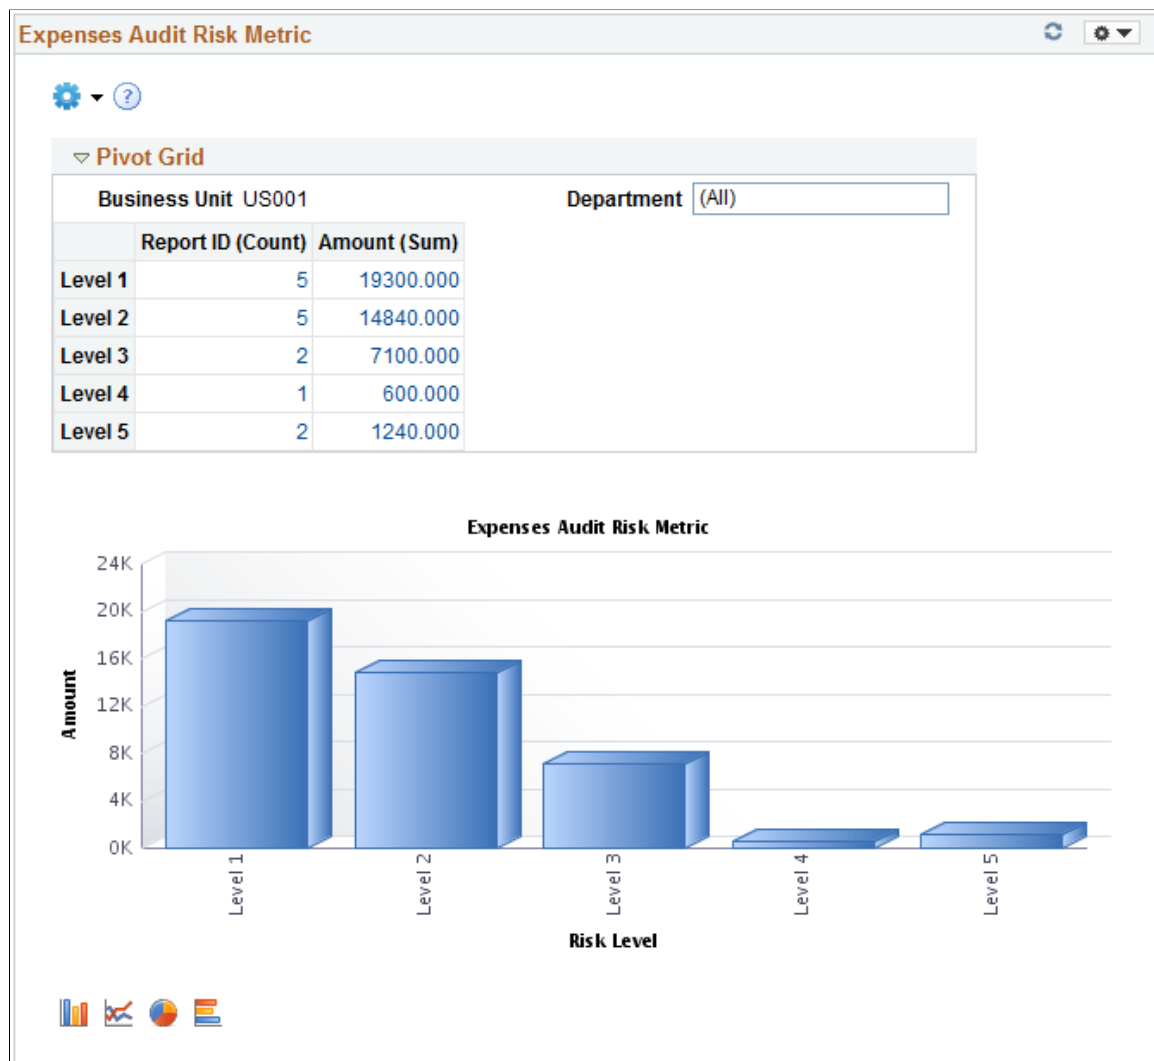 Expenses Audit Risk Metric
?
Pivot Grid
Business Unit US001 Department (All)
Report ID (Count) Amount (Sum)
Level 1 5 19300.000
Level 2 5 14840.000
Level 3 2 7100.000
Level 4 1 600.000
Level 5 2 1240.000
Expenses Audit Risk Metric
24K
20K
16K
12K
8K
4K
0K
Amount
Level 1 Level 2 Level 3 Level 4 Level 5
Risk Level